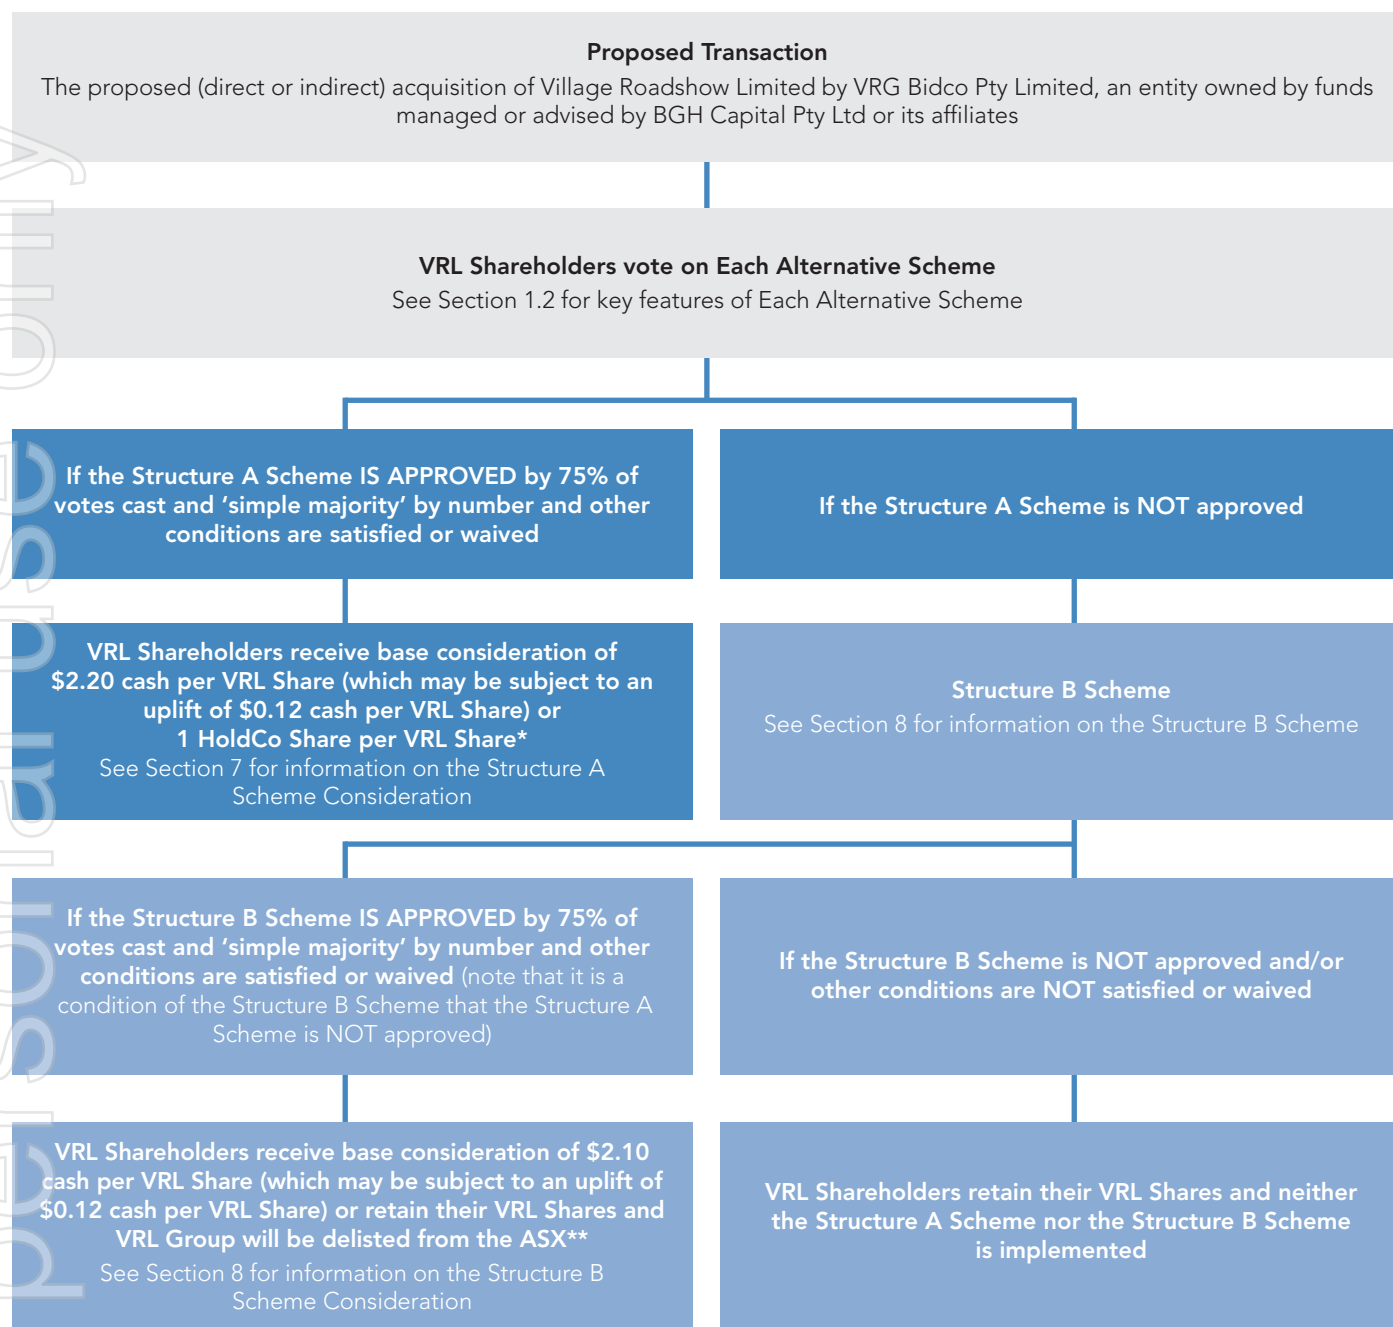 Proposed Transaction
The proposed (direct or indirect) acquisition of Village Roadshow Limited by VRG Bidco Pty Limited, an entity owned by funds
managed or advised by BGH Capital Pty Ltd or its affiliates
VRL Shareholders vote on Each Alternative Scheme
See Section 1.2 for key features of Each Alternative Scheme
If the Structure A Scheme IS APPROVED by 75% of
votes cast and ‘simple majority’ by number and other
conditions are satisfied or waived
If the Structure A Scheme is NOT approved
VRL Shareholders receive base consideration of
$2.20 cash per VRL Share (which may be subject to an
uplift of $0.12 cash per VRL Share) or
1 HoldCo Share per VRL Share*
See Section 7 for information on the Structure A
Scheme Consideration
Structure B Scheme
See Section 8 for information on the Structure B Scheme
If the Structure B Scheme IS APPROVED by 75% of
votes cast and ‘simple majority’ by number and other
conditions are satisfied or waived (note that it is a
condition of the Structure B Scheme that the Structure A
Scheme is NOT approved)
If the Structure B Scheme is NOT approved and/or
other conditions are NOT satisfied or waived
VRL Shareholders receive base consideration of $2.10
cash per VRL Share (which may be subject to an uplift of
$0.12 cash per VRL Share) or retain their VRL Shares and
VRL Group will be delisted from the ASX**
See Section 8 for information on the Structure B
Scheme Consideration
VRL Shareholders retain their VRL Shares and neither
the Structure A Scheme nor the Structure B Scheme
is implemented
personal use only